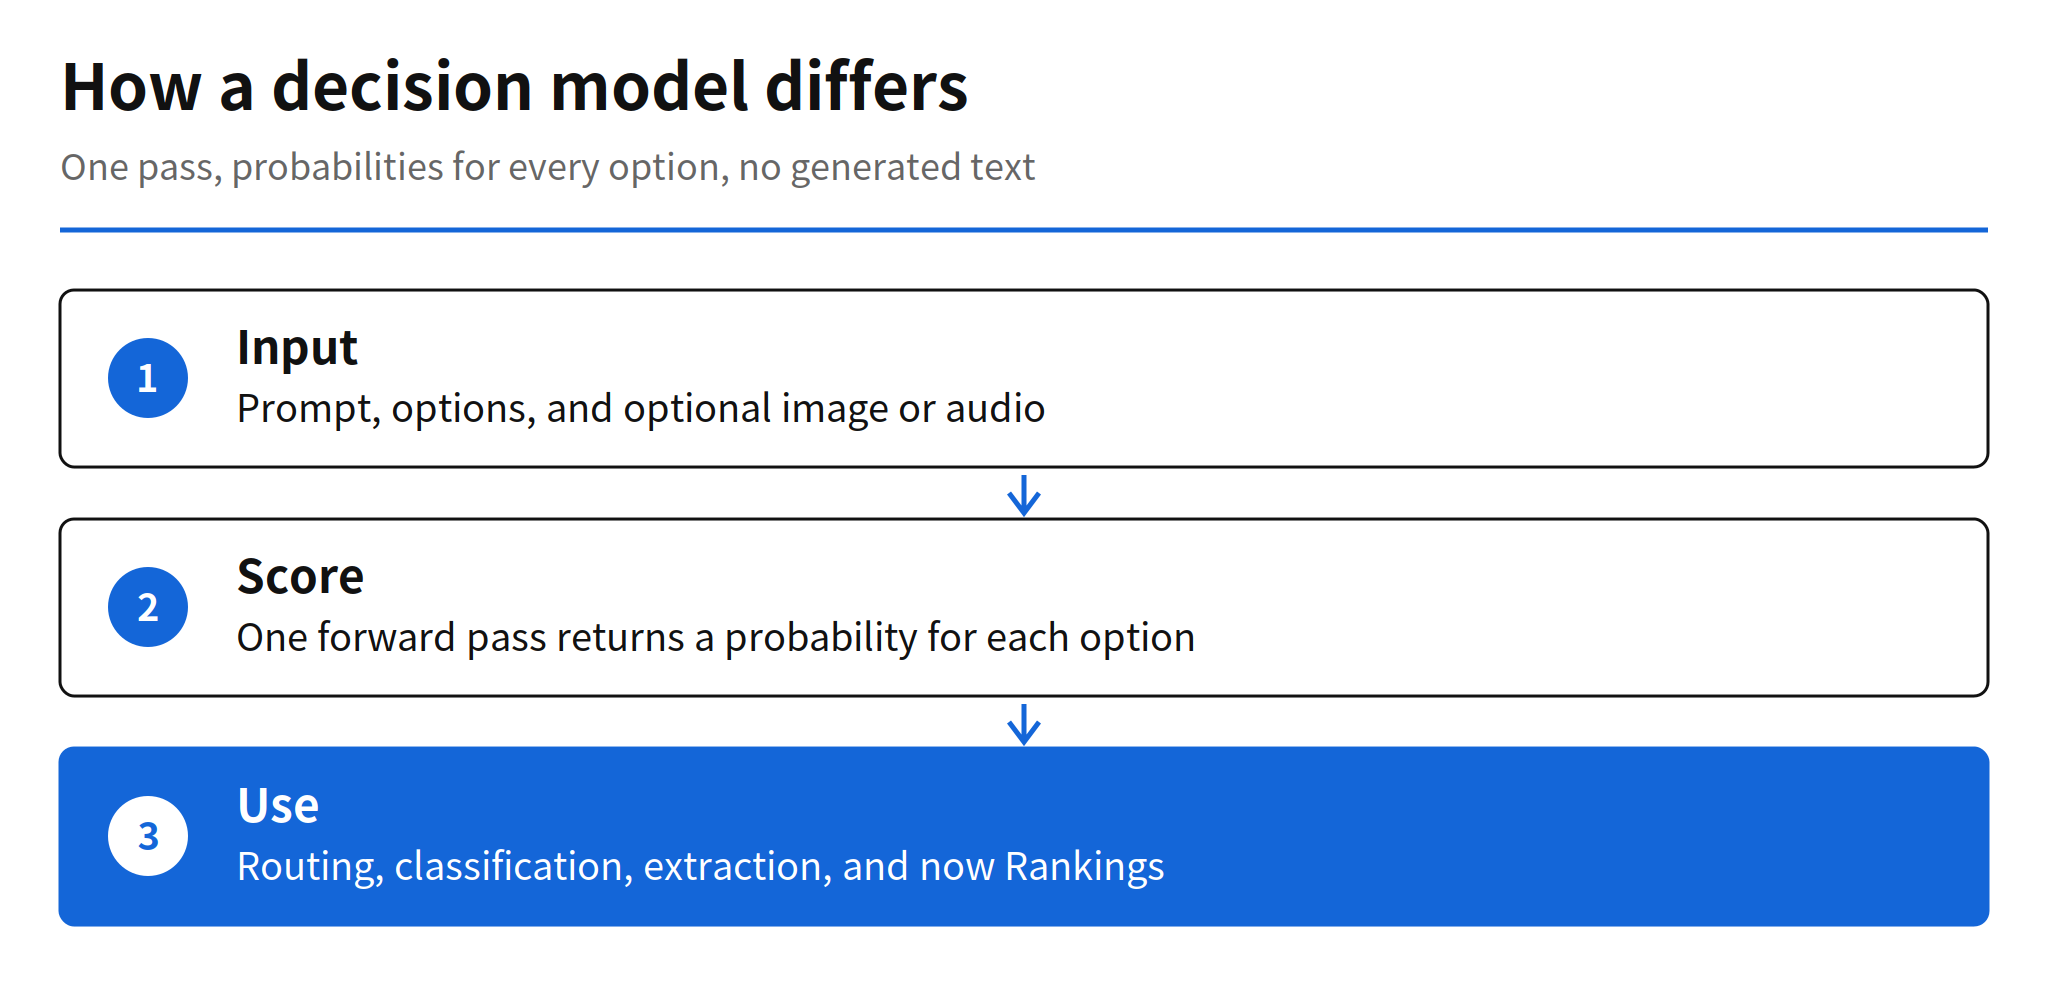 How a decision model differs
One pass, probabilities for every option, no generated text
1
Input
Prompt, options, and optional image or audio
2
Score
One forward pass returns a probability for each option
3
Use
Routing, classification, extraction, and now Rankings